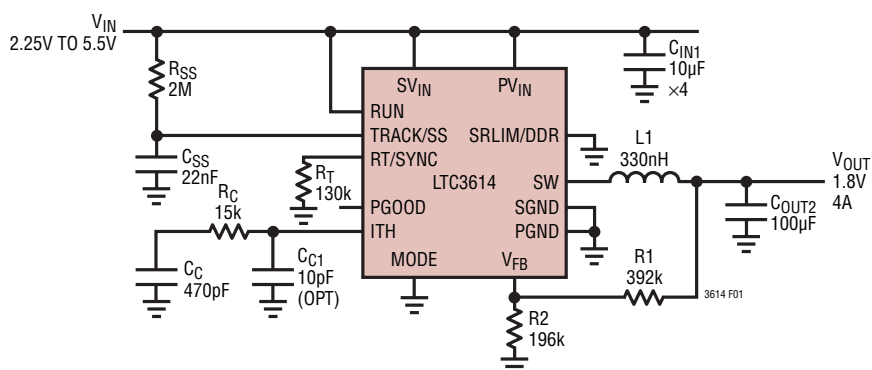 VIN
2.25V TO 5.5V
RSS
2M
CSS
22nF
RC
15k
CC
470pF
CC1
10pF
(OPT)
RT
130k
SVIN
PVIN
RUN
TRACK/SS
SRLIM/DDR
RT/SYNC
LTC3614
SW
PGOOD
SGND
ITH
PGND
MODE
VFB
CIN1
10µF
×4
L1
330nH
VOUT
1.8V
4A
COUT2
100µF
R1
392k
3614 F01
R2
196k